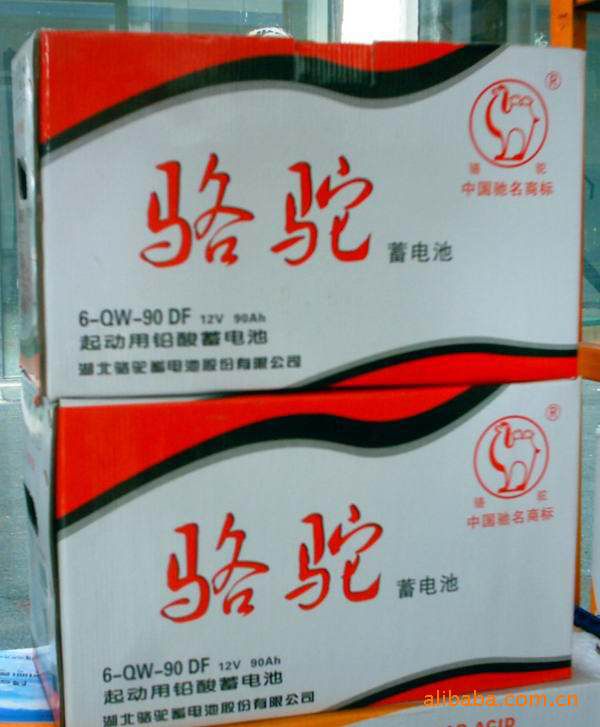 ®
骆 驼
中国驰名商标
骆驼 蓄电池
6-QW-90 DF 12V 90Ah
起动用铅酸蓄电池
湖北骆驼蓄电池股份有限公司
®
骆 驼
中国驰名商标
骆驼 蓄电池
6-QW-90 DF 12V 90Ah
起动用铅酸蓄电池
湖北骆驼蓄电池股份有限公司
alibaba.com.cn